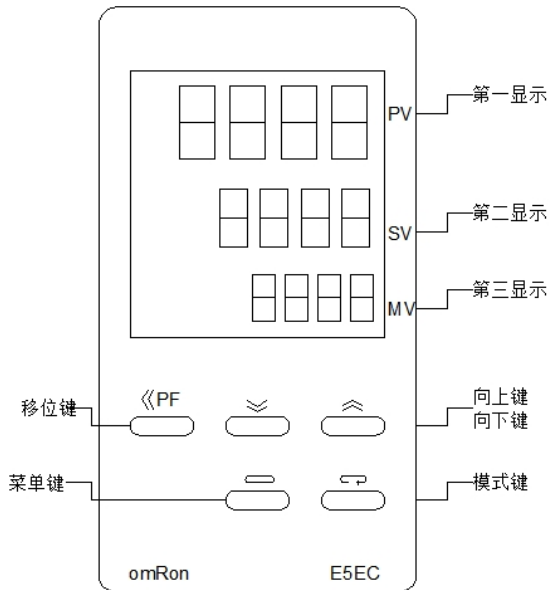 PV
第一显示
SV
第二显示
MV
第三显示
《PF
移位键
向上键
向下键
菜单键
模式键
omRon
E5EC